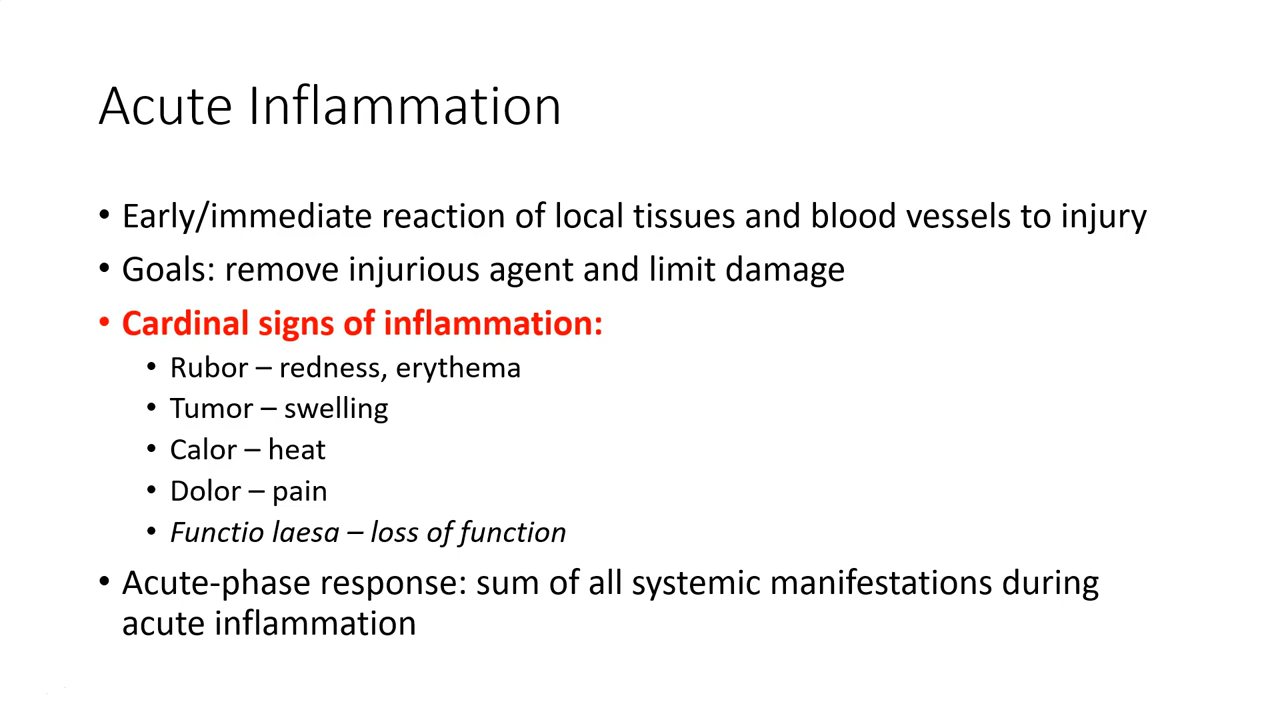 Acute Inflammation
• Early/immediate reaction of local tissues and blood vessels to injury
• Goals: remove injurious agent and limit damage
• Cardinal signs of inflammation:
• Rubor – redness, erythema
• Tumor – swelling
• Calor – heat
• Dolor – pain
• Functio laesa – loss of function
• Acute-phase response: sum of all systemic manifestations during
acute inflammation